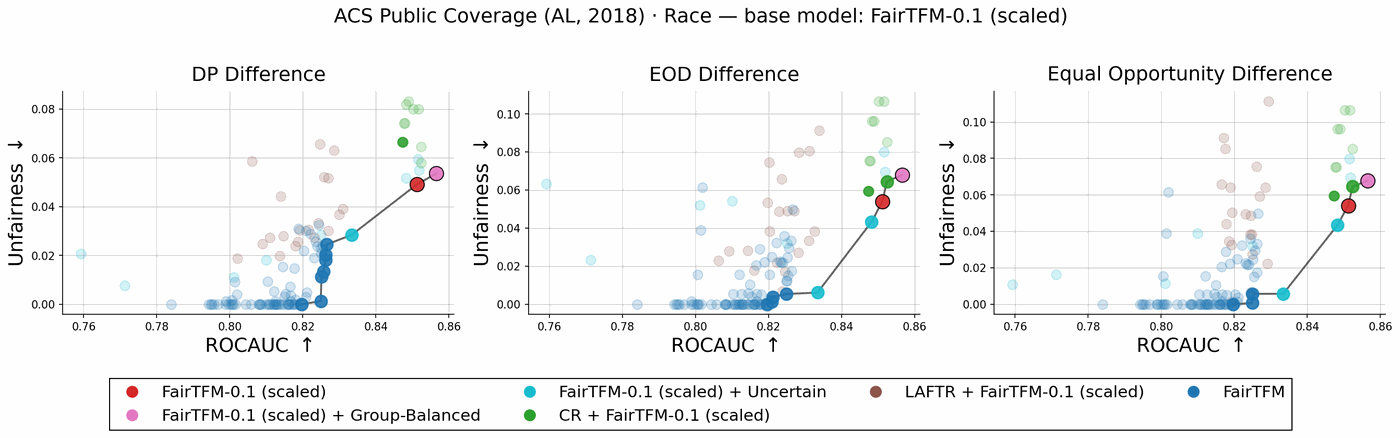 ACS Public Coverage (AL, 2018) · Race — base model: FairTFM-0.1 (scaled)
DP Difference
EOD Difference
Equal Opportunity Difference
Unfairness ↓
0.08
0.06
0.04
0.02
0.00
0.76 0.78 0.80 0.82 0.84 0.86
ROCAUC ↑
Unfairness ↓
0.10
0.08
0.06
0.04
0.02
0.00
0.76 0.78 0.80 0.82 0.84 0.86
ROCAUC ↑
Unfairness ↓
0.10
0.08
0.06
0.04
0.02
0.00
0.76 0.78 0.80 0.82 0.84 0.86
ROCAUC ↑
FairTFM-0.1 (scaled)
FairTFM-0.1 (scaled) + Group-Balanced
FairTFM-0.1 (scaled) + Uncertain
CR + FairTFM-0.1 (scaled)
LAFTR + FairTFM-0.1 (scaled)
FairTFM